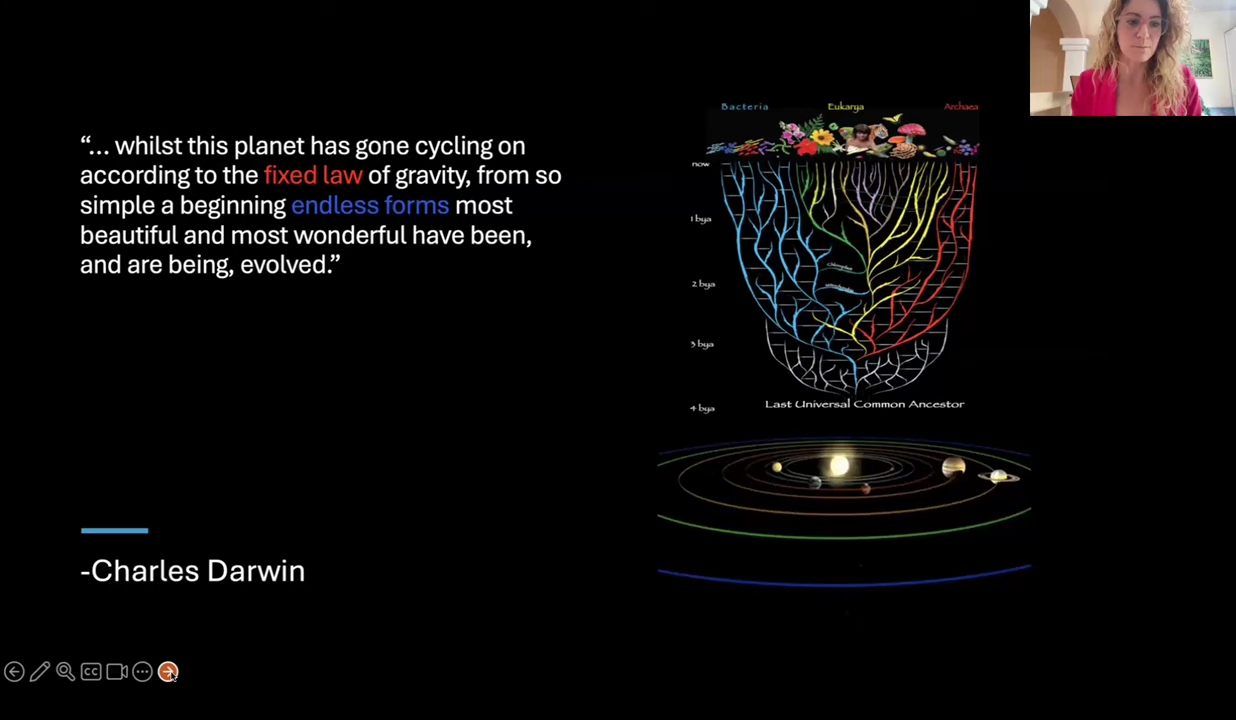 “... whilst this planet has gone cycling on
according to the fixed law of gravity, from so
simple a beginning endless forms most
beautiful and most wonderful have been,
and are being, evolved.”
-Charles Darwin
Bacteria
Eukarya
Archaea
now
1 bya
2 bya
3 bya
4 bya
Last Universal Common Ancestor
CC